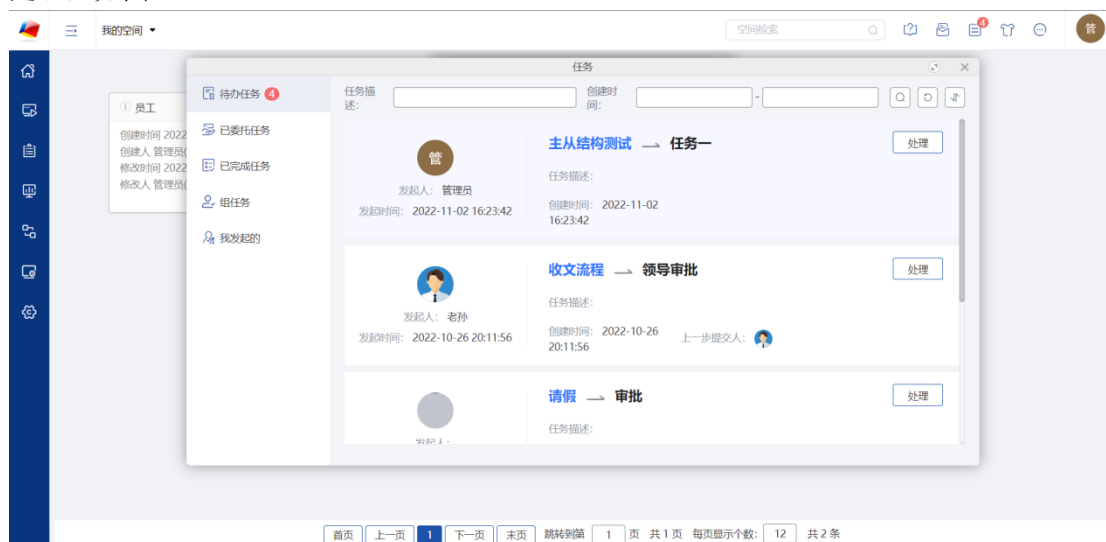 我的空间
空间检索
4
管
任务
待办任务 4
已委托任务
已完成任务
组任务
我发起的
任务描述:
创建时间:
-
员工
创建时间 2022
创建人 管理员(
修改时间 2022
修改人 管理员(
管
发起人: 管理员
发起时间: 2022-11-02 16:23:42
主从结构测试 任务一
处理
任务描述:
创建时间: 2022-11-02
16:23:42
发起人: 老孙
发起时间: 2022-10-26 20:11:56
收文流程 领导审批
处理
任务描述:
创建时间: 2022-10-26
20:11:56
上一步提交人:
发起人:
请假 审批
处理
任务描述:
首页 上一页 1 下一页 末页 跳转到第 1 页 共 1 页 每页显示个数: 12 共 2 条